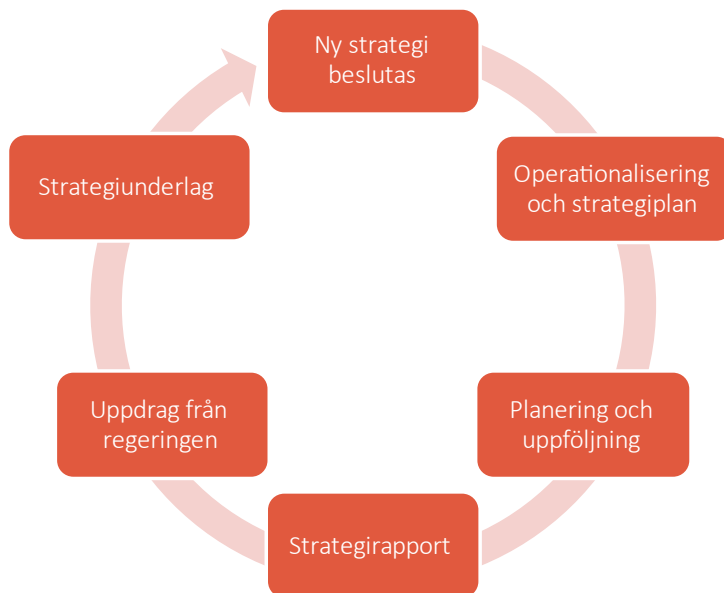 Ny strategi
beslutas
Operationalisering
och strategiplan
Planering och
uppföljning
Strategirapport
Uppdrag från
regeringen
Strategiunderlag